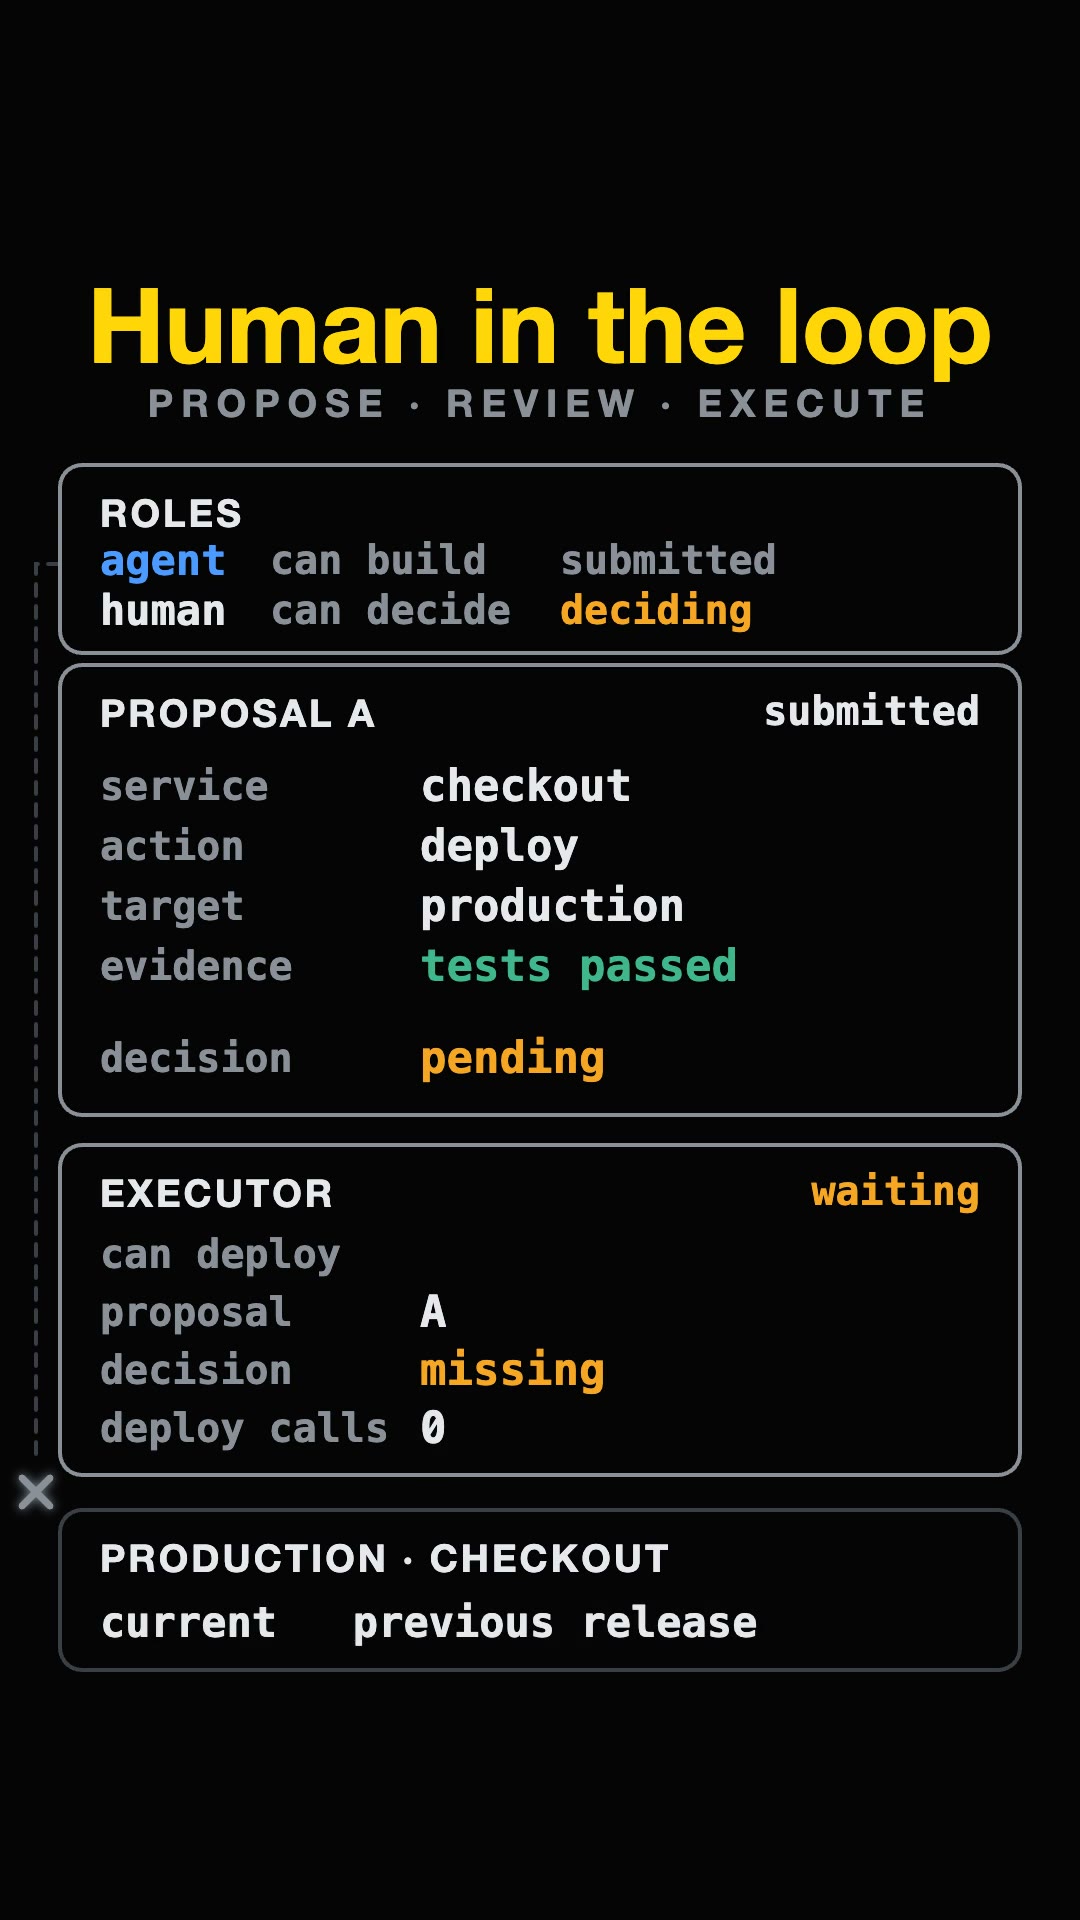 Human in the loop
PROPOSE · REVIEW · EXECUTE
ROLES
agent can build submitted
human can decide deciding
PROPOSAL A submitted
service checkout
action deploy
target production
evidence tests passed
decision pending
EXECUTOR waiting
can deploy
proposal A
decision missing
deploy calls 0
PRODUCTION · CHECKOUT
current previous release